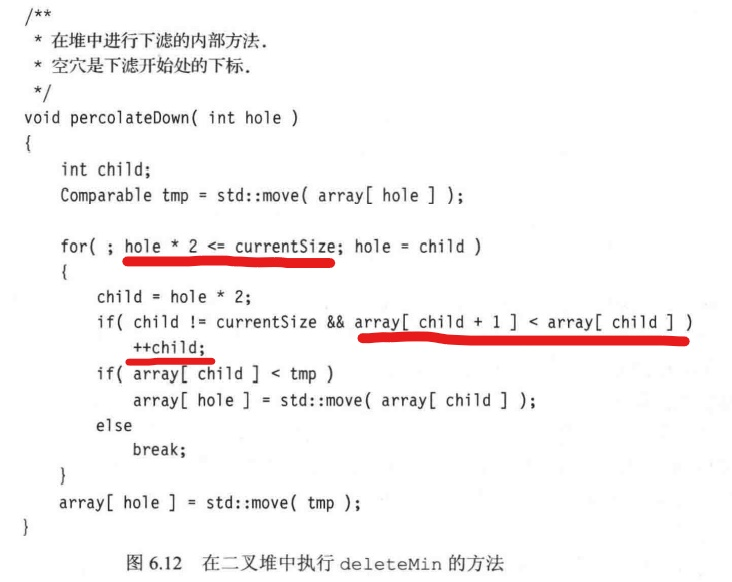 /**
 * 在堆中进行下滤的内部方法.
 * 空穴是下滤开始处的下标.
 */
void percolateDown( int hole )
{
    int child;
    Comparable tmp = std::move( array[ hole ] );
    for( ; hole * 2 <= currentSize; hole = child )
    {
        child = hole * 2;
        if( child != currentSize && array[ child + 1 ] < array[ child ] )
            ++child;
        if( array[ child ] < tmp )
            array[ hole ] = std::move( array[ child ] );
        else
            break;
    }
    array[ hole ] = std::move( tmp );
}
图 6.12 在二叉堆中执行 deleteMin 的方法